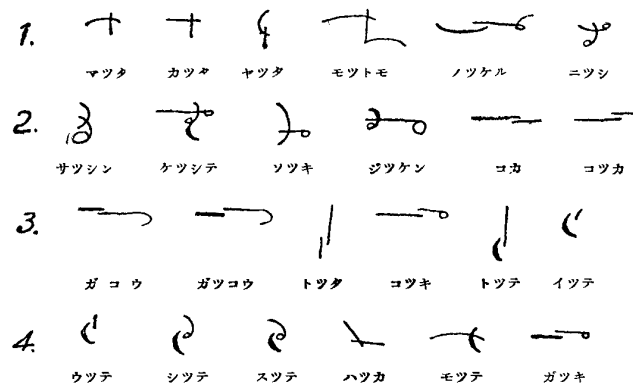 1.
マツタ カツタ ヤツタ モツトモ ノツケル ニツシ
2.
サツシン ケツシテ ソツキ ジツケン コカ コツカ
3.
ガコウ ガツコウ トツタ コツキ トツテ イツテ
4.
ウツテ シツテ スツテ ハツカ モツテ ガツキ